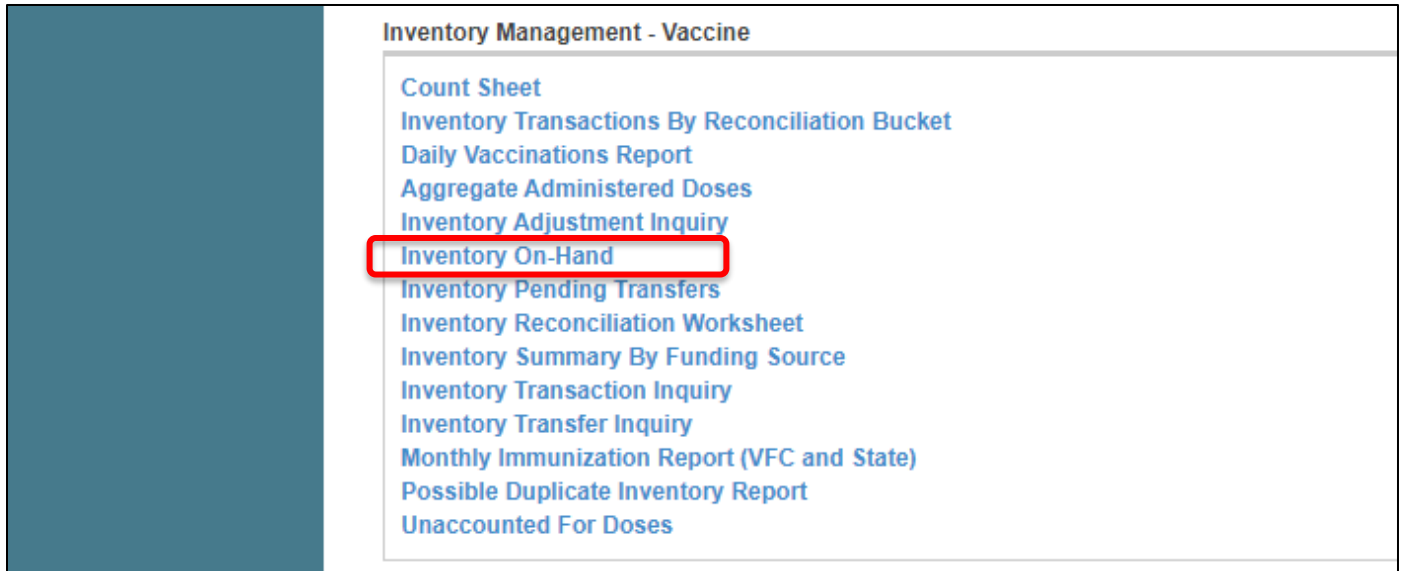 Inventory Management - Vaccine
Count Sheet
Inventory Transactions By Reconciliation Bucket
Daily Vaccinations Report
Aggregate Administered Doses
Inventory Adjustment Inquiry
Inventory On-Hand
Inventory Pending Transfers
Inventory Reconciliation Worksheet
Inventory Summary By Funding Source
Inventory Transaction Inquiry
Inventory Transfer Inquiry
Monthly Immunization Report (VFC and State)
Possible Duplicate Inventory Report
Unaccounted For Doses